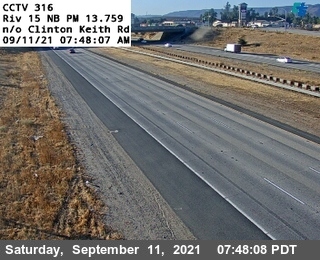 CCTV 316
Riv 15 NB PM 13.759
n/o Clinton Keith Rd
09/11/21 07:48:07 AM
Saturday, September 11, 2021 07:48:08 PDT